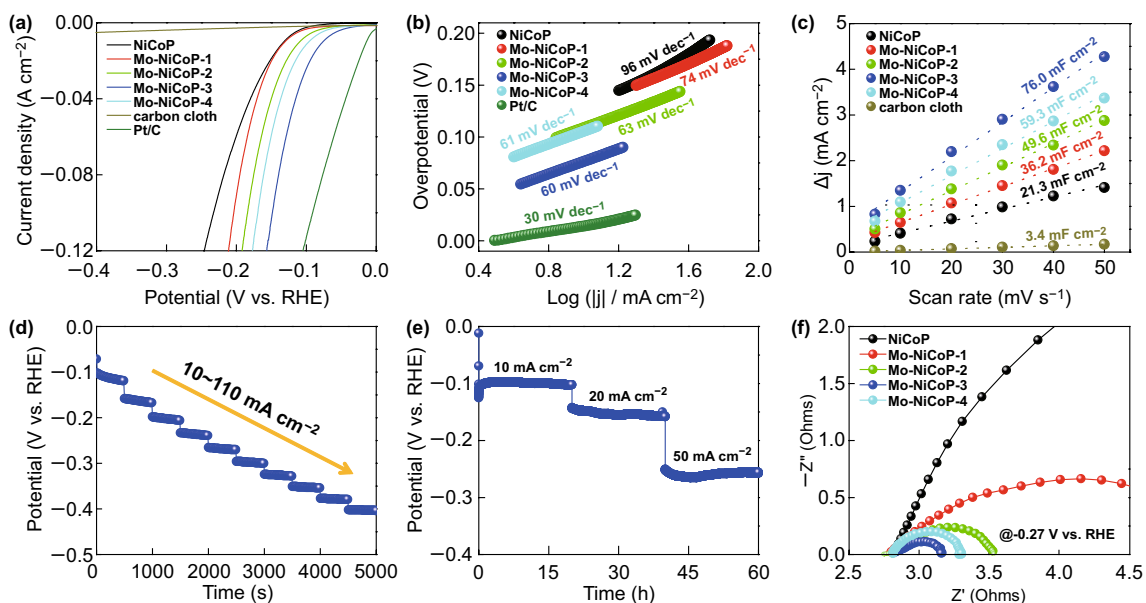 (a)
0.00
−0.04
−0.08
−0.12
−0.4
−0.3
−0.2
−0.1
0.0
Current density (A cm−2)
Potential (V vs. RHE)
NiCoP
Mo-NiCoP-1
Mo-NiCoP-2
Mo-NiCoP-3
Mo-NiCoP-4
carbon cloth
Pt/C
(b)
0.20
0.15
0.10
0.05
0.00
0.4
0.8
1.2
1.6
2.0
Overpotential (V)
Log (|j| / mA cm−2)
NiCoP
Mo-NiCoP-1
Mo-NiCoP-2
Mo-NiCoP-3
Mo-NiCoP-4
Pt/C
96 mV dec−1
74 mV dec−1
63 mV dec−1
61 mV dec−1
60 mV dec−1
30 mV dec−1
(c)
5
4
3
2
1
0
0
10
20
30
40
50
Δj (mA cm−2)
Scan rate (mV s−1)
NiCoP
Mo-NiCoP-1
Mo-NiCoP-2
Mo-NiCoP-3
Mo-NiCoP-4
carbon cloth
76.0 mF cm−2
59.3 mF cm−2
49.6 mF cm−2
36.2 mF cm−2
21.3 mF cm−2
3.4 mF cm−2
(d)
0.0
−0.1
−0.2
−0.3
−0.4
−0.5
0
1000
2000
3000
4000
5000
Potential (V vs. RHE)
Time (s)
10~110 mA cm−2
(e)
0.0
−0.1
−0.2
−0.3
−0.4
0
15
30
45
60
Potential (V vs. RHE)
Time (h)
10 mA cm−2
20 mA cm−2
50 mA cm−2
(f)
2.0
1.5
1.0
0.5
0.0
2.5
3.0
3.5
4.0
4.5
−Z" (Ohms)
Z' (Ohms)
NiCoP
Mo-NiCoP-1
Mo-NiCoP-2
Mo-NiCoP-3
Mo-NiCoP-4
@-0.27 V vs. RHE